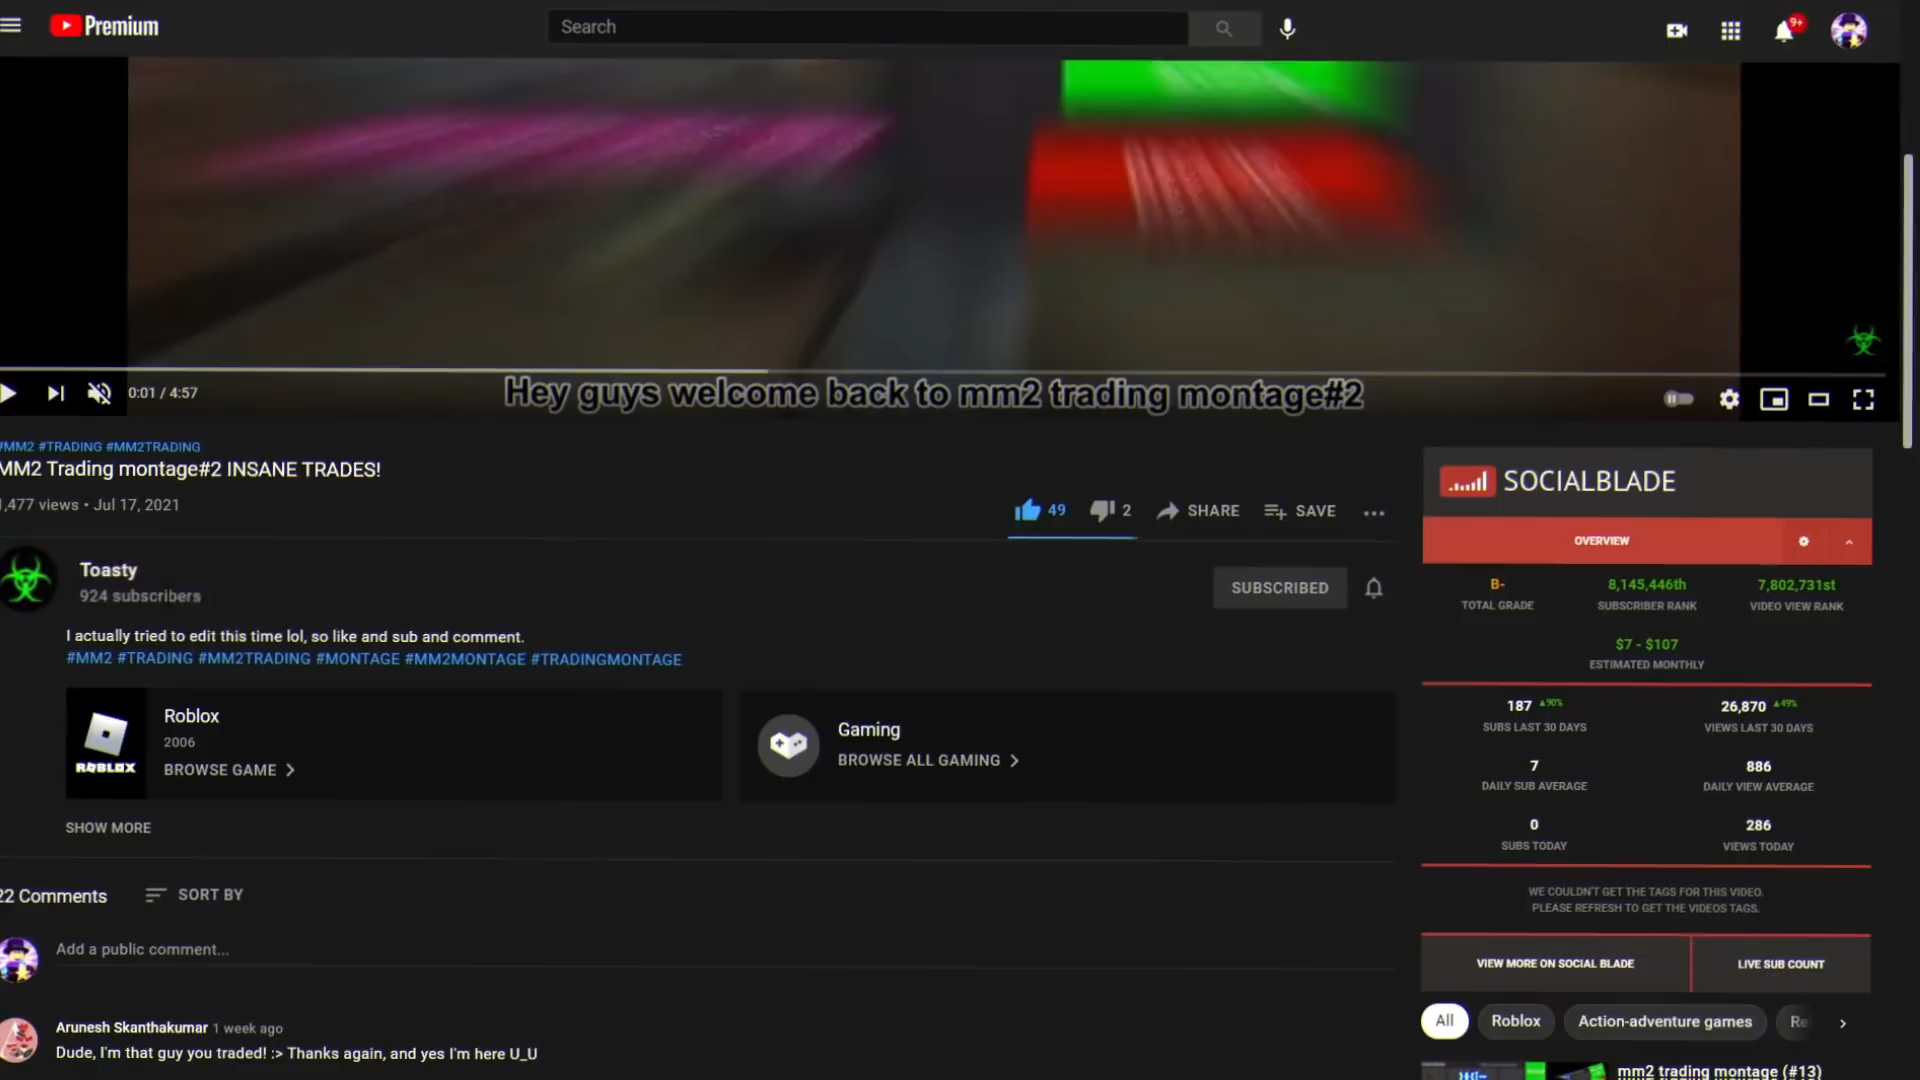 Premium
Search
9+
0:01 / 4:57
Hey guys welcome back to mm2 trading montage#2
#MM2 #TRADING #MM2TRADING
MM2 Trading montage#2 INSANE TRADES!
1,477 views • Jul 17, 2021
49
2
SHARE
SAVE
Toasty
924 subscribers
SUBSCRIBED
I actually tried to edit this time lol, so like and sub and comment.
#MM2 #TRADING #MM2TRADING #MONTAGE #MM2MONTAGE #TRADINGMONTAGE
ROBLOX
Roblox
2006
BROWSE GAME
Gaming
BROWSE ALL GAMING
SHOW MORE
22 Comments
SORT BY
Add a public comment...
Arunesh Skanthakumar 1 week ago
Dude, I'm that guy you traded! :> Thanks again, and yes I'm here U_U
SOCIALBLADE
OVERVIEW
B-
TOTAL GRADE
8,145,446th
SUBSCRIBER RANK
7,802,731st
VIDEO VIEW RANK
$7 - $107
ESTIMATED MONTHLY
187 ▲90%
SUBS LAST 30 DAYS
26,870 ▲49%
VIEWS LAST 30 DAYS
7
DAILY SUB AVERAGE
886
DAILY VIEW AVERAGE
0
SUBS TODAY
286
VIEWS TODAY
WE COULDN'T GET THE TAGS FOR THIS VIDEO.
PLEASE REFRESH TO GET THE VIDEOS TAGS.
VIEW MORE ON SOCIAL BLADE
LIVE SUB COUNT
All
Roblox
Action-adventure games
Re
mm2 trading montage (#13)